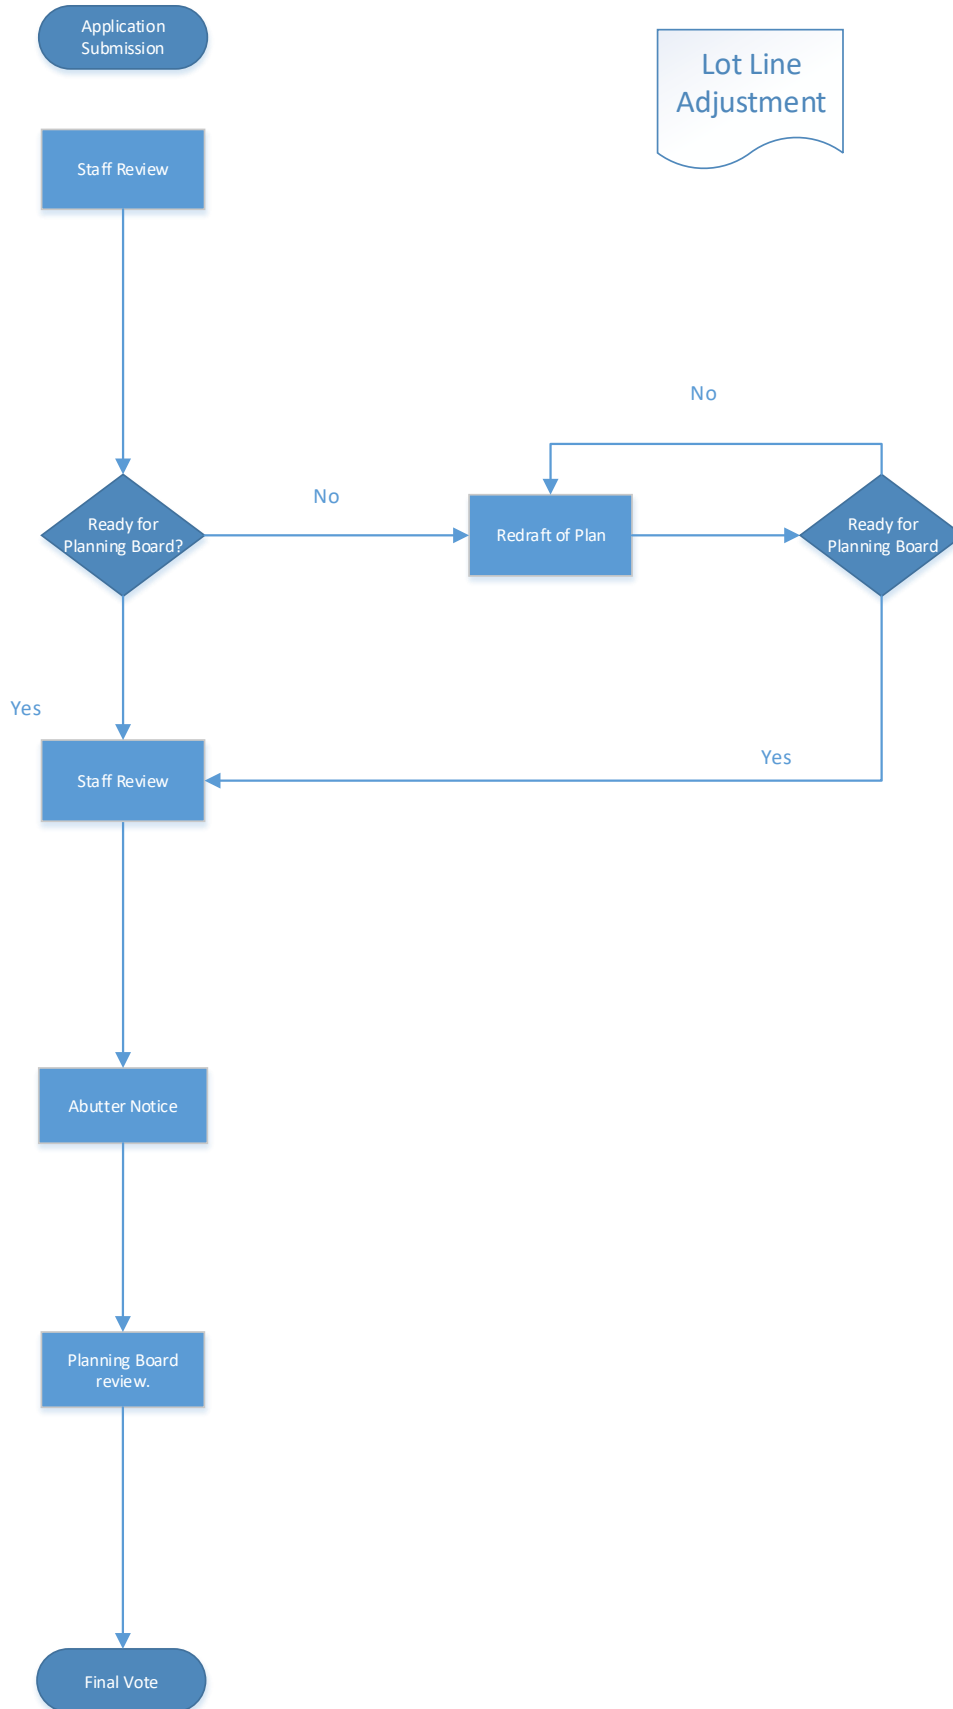 Application
Submission
Lot Line
Adjustment
Staff Review
No
No
Ready for
Planning Board?
Redraft of Plan
Ready for
Planning Board
Yes
Yes
Staff Review
Abutter Notice
Planning Board
review.
Final Vote